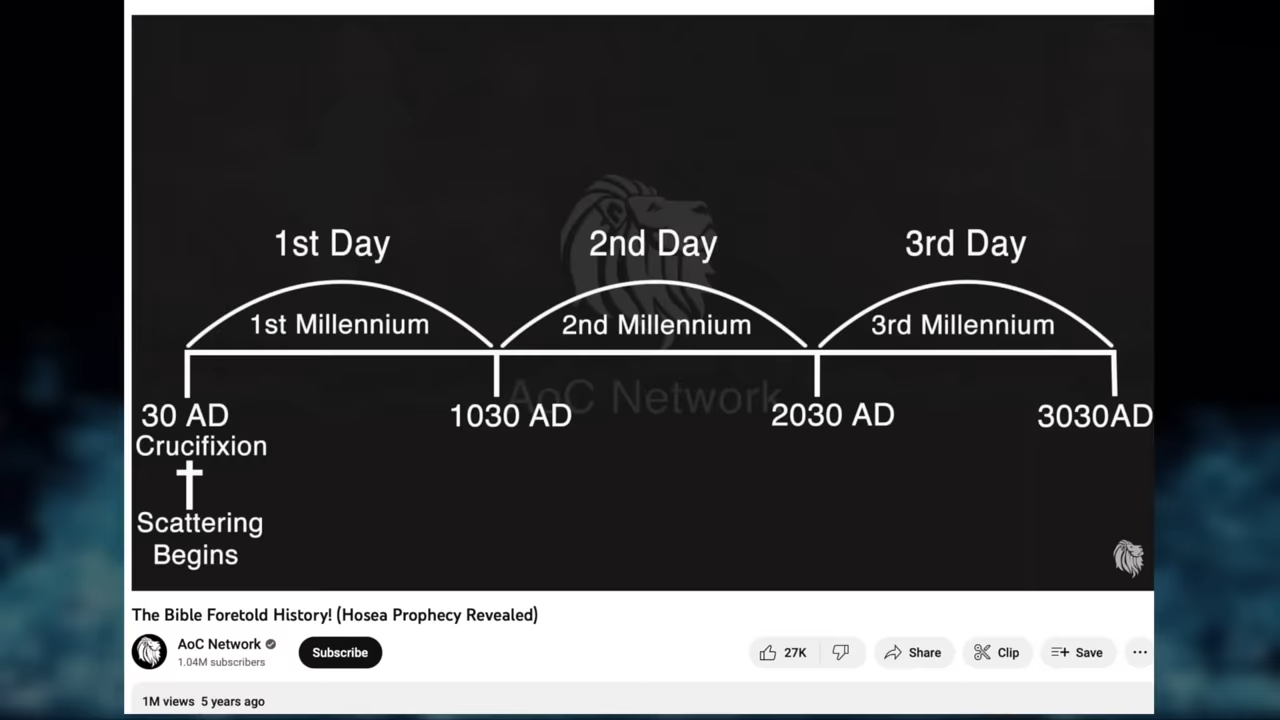 1st Day
2nd Day
3rd Day
1st Millennium
2nd Millennium
3rd Millennium
AoC Network
30 AD
1030 AD
2030 AD
3030AD
Crucifixion
Scattering
Begins
The Bible Foretold History! (Hosea Prophecy Revealed)
AoC Network
1.04M subscribers
Subscribe
27K
Share
Clip
Save
1M views 5 years ago